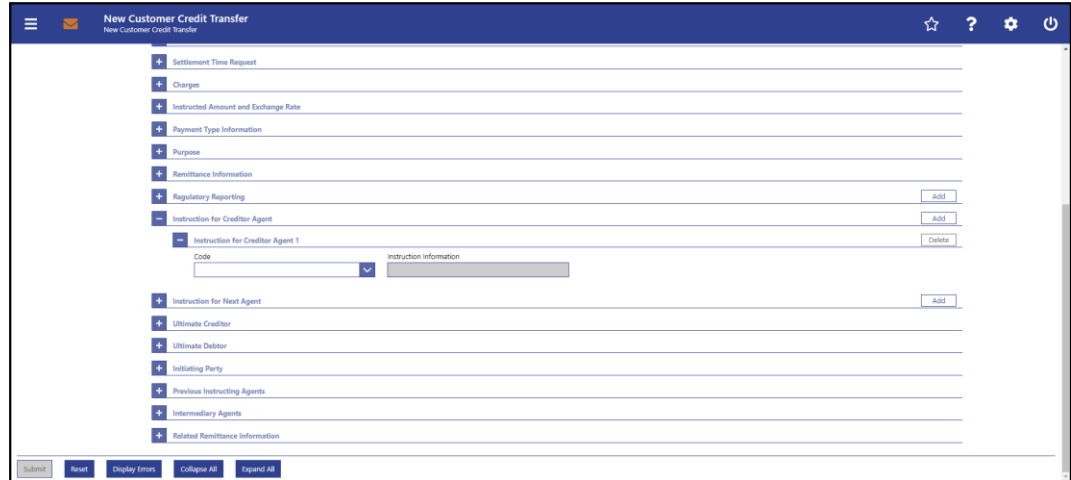 New Customer Credit Transfer
New Customer Credit Transfer
?
Settlement Time Request
Charges
Instructed Amount and Exchange Rate
Payment Type Information
Purpose
Remittance Information
Regulatory Reporting Add
Instruction for Creditor Agent Add
Instruction for Creditor Agent 1 Delete
Code Instruction Information
Instruction for Next Agent Add
Ultimate Creditor
Ultimate Debtor
Initiating Party
Previous Instructing Agents
Intermediary Agents
Related Remittance Information
Submit Reset Display Errors Collapse All Expand All